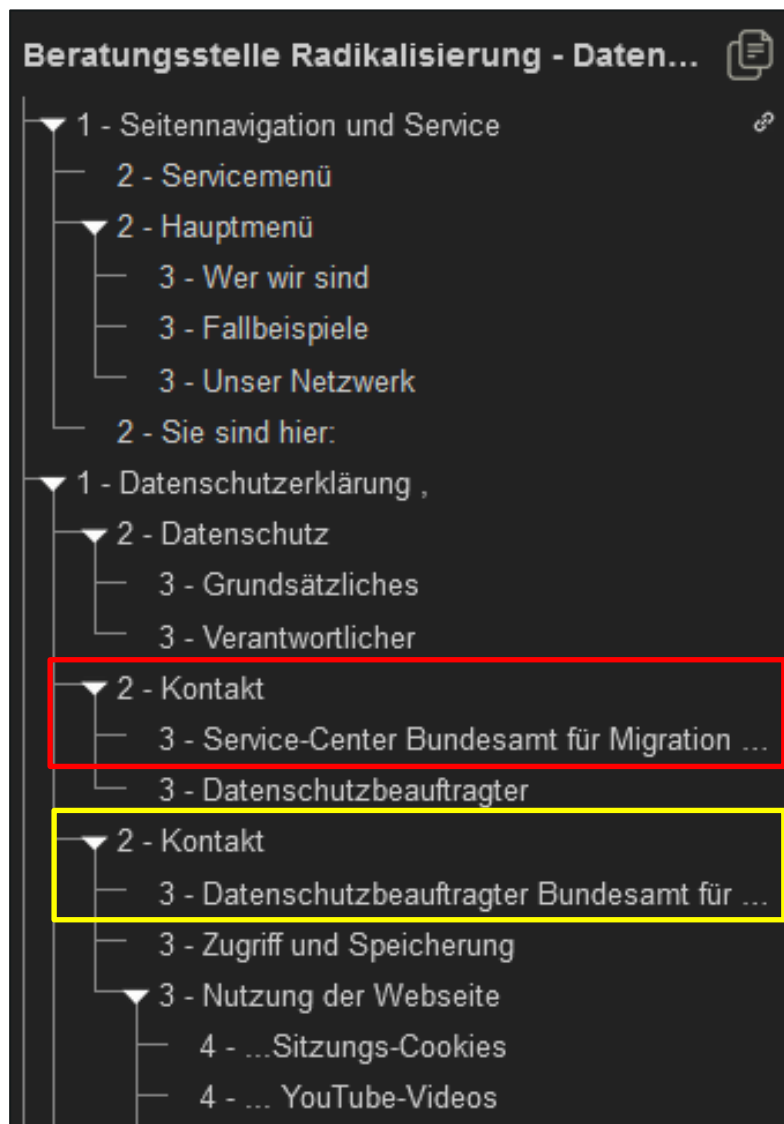 Beratungsstelle Radikalisierung - Daten...
1 - Seitennavigation und Service
2 - Servicemenü
2 - Hauptmenü
3 - Wer wir sind
3 - Fallbeispiele
3 - Unser Netzwerk
2 - Sie sind hier:
1 - Datenschutzerklärung ,
2 - Datenschutz
3 - Grundsätzliches
3 - Verantwortlicher
2 - Kontakt
3 - Service-Center Bundesamt für Migration ...
3 - Datenschutzbeauftragter
2 - Kontakt
3 - Datenschutzbeauftragter Bundesamt für ...
3 - Zugriff und Speicherung
3 - Nutzung der Webseite
4 - ...Sitzungs-Cookies
4 - ... YouTube-Videos